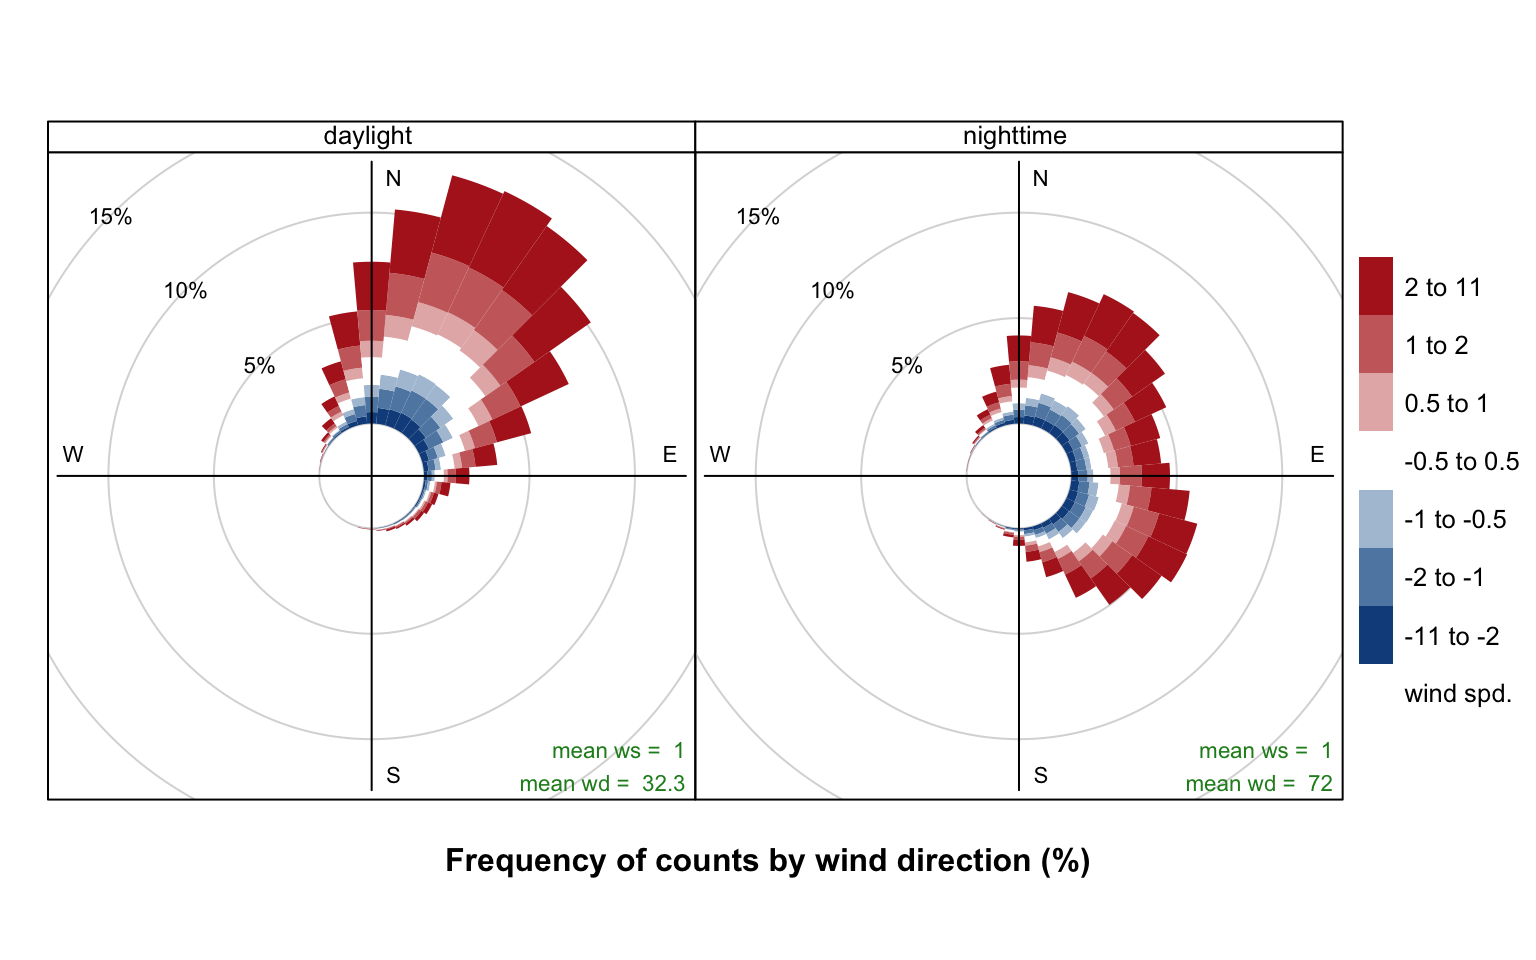 daylight
nighttime
N
15%
10%
5%
W
E
S
mean ws = 1
mean wd = 32.3
N
15%
10%
5%
W
E
S
mean ws = 1
mean wd = 72
2 to 11
1 to 2
0.5 to 1
-0.5 to 0.5
-1 to -0.5
-2 to -1
-11 to -2
wind spd.
Frequency of counts by wind direction (%)